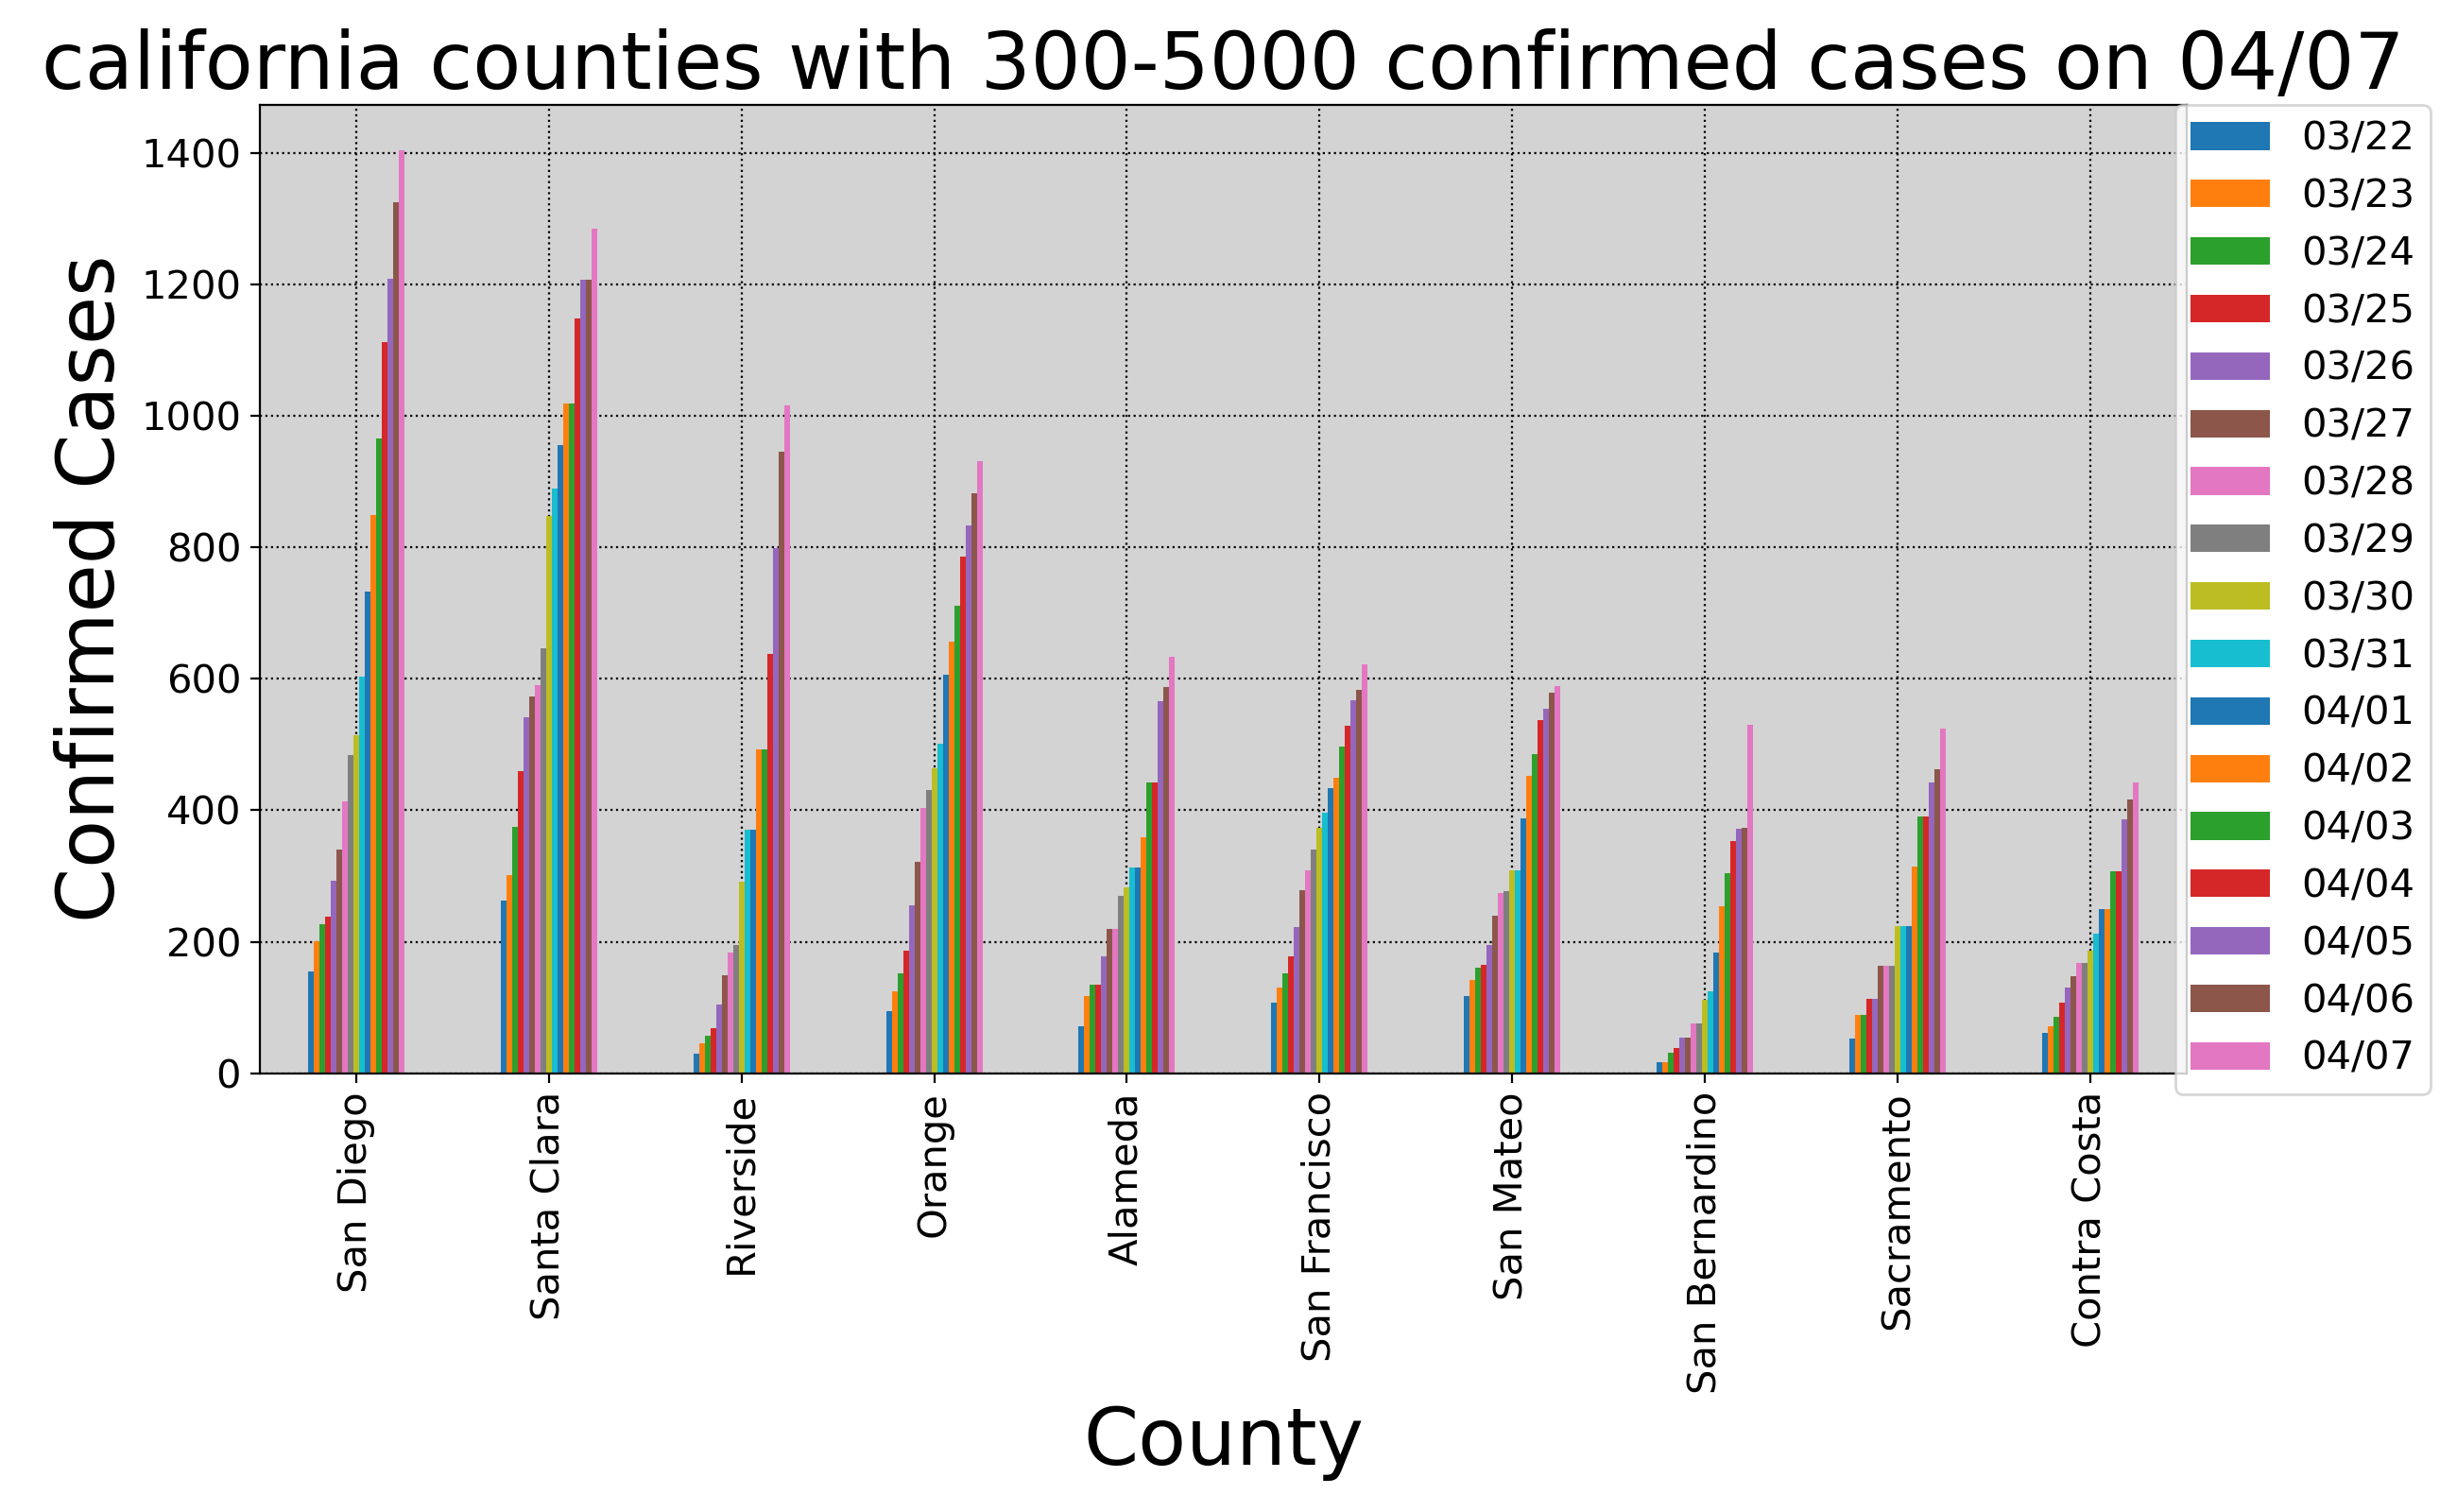 california counties with 300-5000 confirmed cases on 04/07
Confirmed Cases
1400
1200
1000
800
600
400
200
0
03/22
03/23
03/24
03/25
03/26
03/27
03/28
03/29
03/30
03/31
04/01
04/02
04/03
04/04
04/05
04/06
04/07
San Diego
Santa Clara
Riverside
Orange
Alameda
San Francisco
San Mateo
San Bernardino
Sacramento
Contra Costa
County